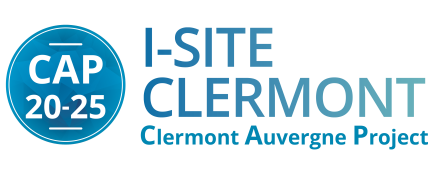 CAP
20-25
I-SITE
CLERMONT
Clermont Auvergne Project